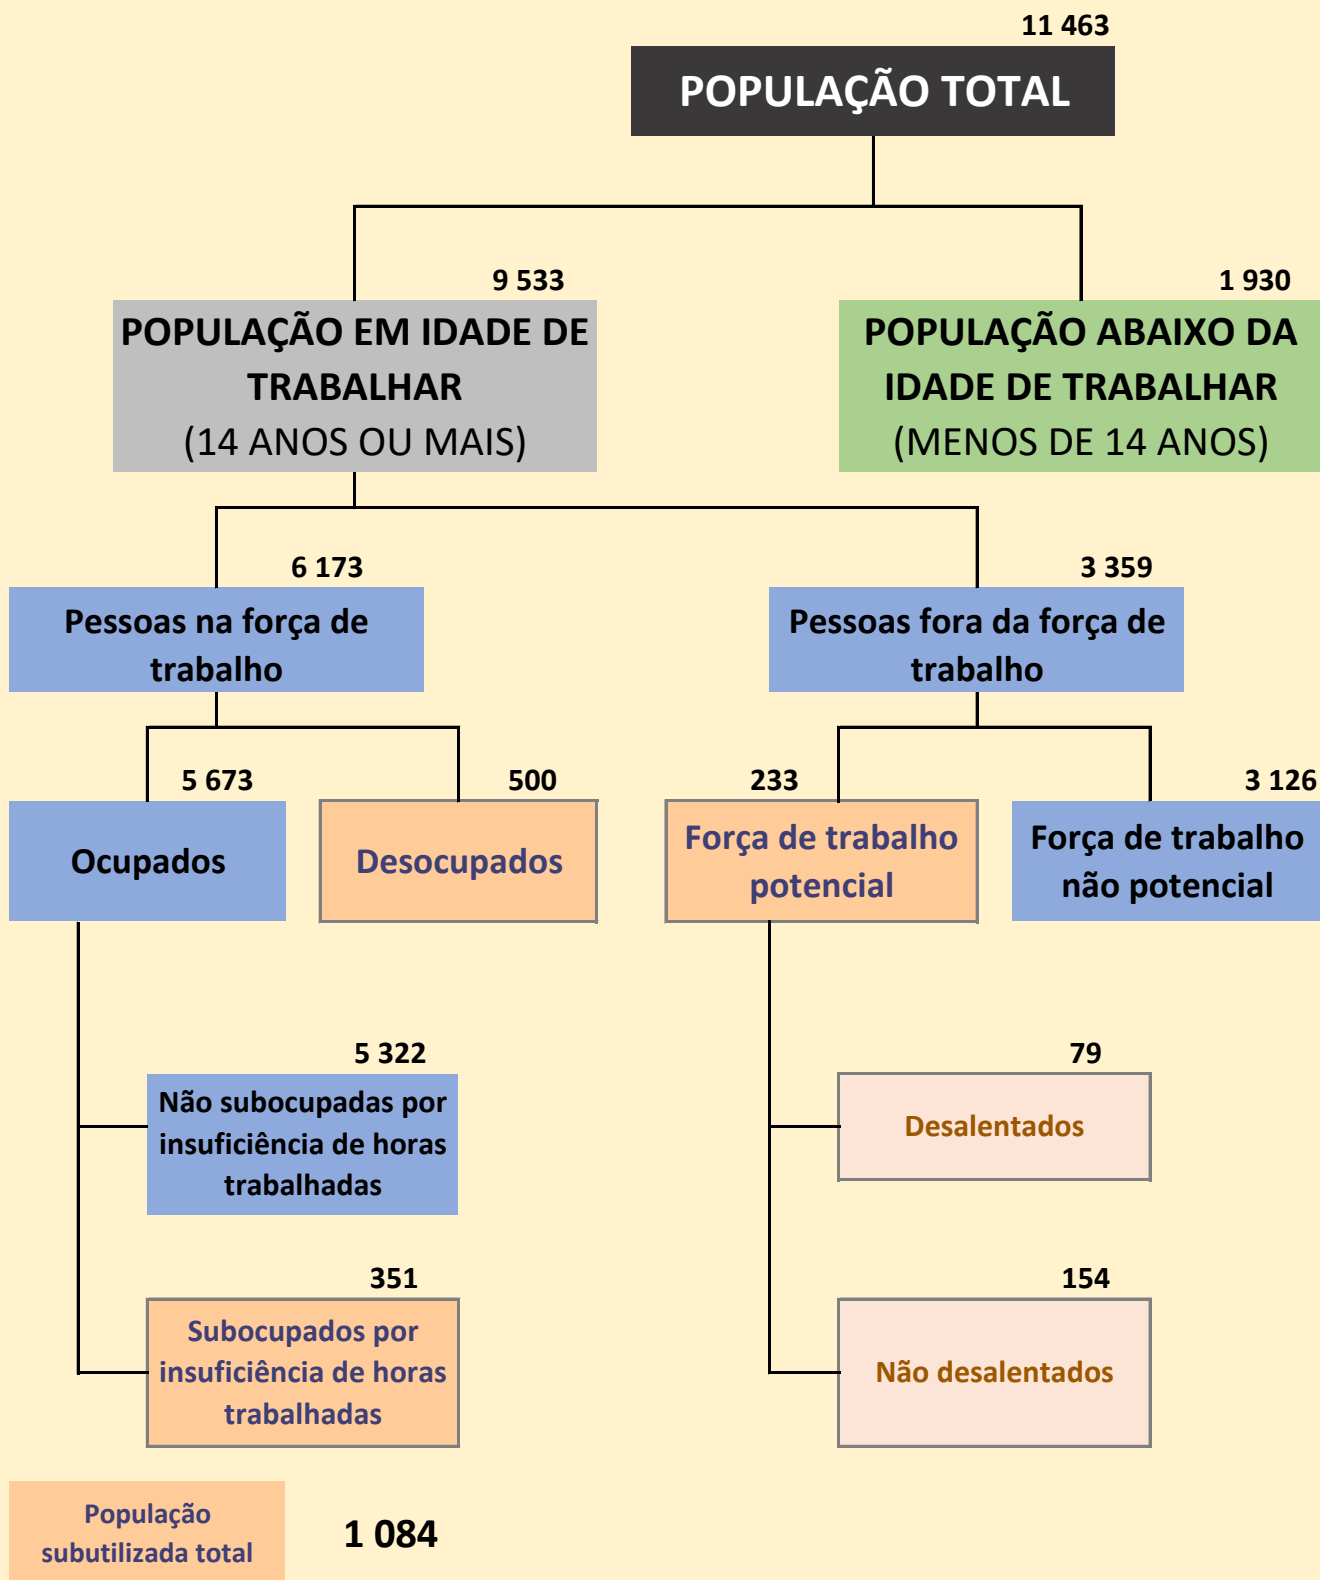 11 463
POPULAÇÃO TOTAL
9 533
POPULAÇÃO EM IDADE DE
TRABALHAR
(14 ANOS OU MAIS)
1 930
POPULAÇÃO ABAIXO DA
IDADE DE TRABALHAR
(MENOS DE 14 ANOS)
6 173
Pessoas na força de
trabalho
3 359
Pessoas fora da força de
trabalho
5 673
Ocupados
500
Desocupados
233
Força de trabalho
potencial
3 126
Força de trabalho
não potencial
5 322
Não subocupadas por
insuficiência de horas
trabalhadas
79
Desalentados
351
Subocupados por
insuficiência de horas
trabalhadas
154
Não desalentados
População
subutilizada total
1 084